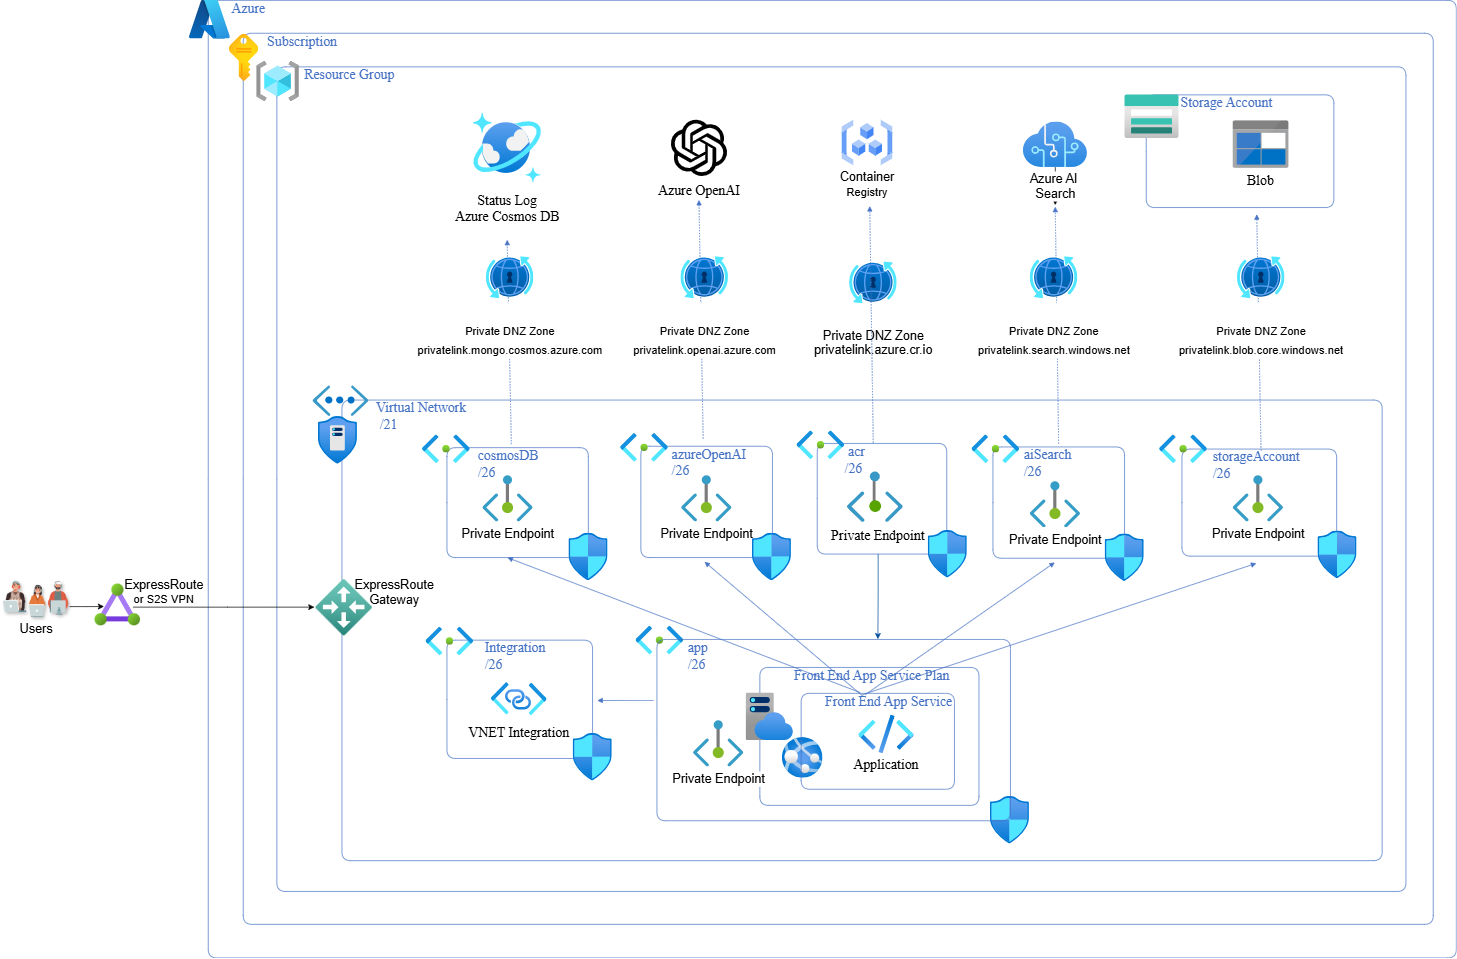 Azure
Subscription
Resource Group
Storage Account
Status Log
Azure Cosmos DB
Azure OpenAI
Container
Registry
Azure AI
Search
Blob
Private DNZ Zone
privatelink.mongo.cosmos.azure.com
Private DNZ Zone
privatelink.openai.azure.com
Private DNZ Zone
privatelink.azure.cr.io
Private DNZ Zone
privatelink.search.windows.net
Private DNZ Zone
privatelink.blob.core.windows.net
Virtual Network
/21
cosmosDB
/26
Private Endpoint
azureOpenAI
/26
Private Endpoint
acr
/26
Private Endpoint
aiSearch
/26
Private Endpoint
storageAccount
/26
Private Endpoint
Users
ExpressRoute
or S2S VPN
ExpressRoute
Gateway
Integration
/26
VNET Integration
app
/26
Private Endpoint
Front End App Service Plan
Front End App Service
Application